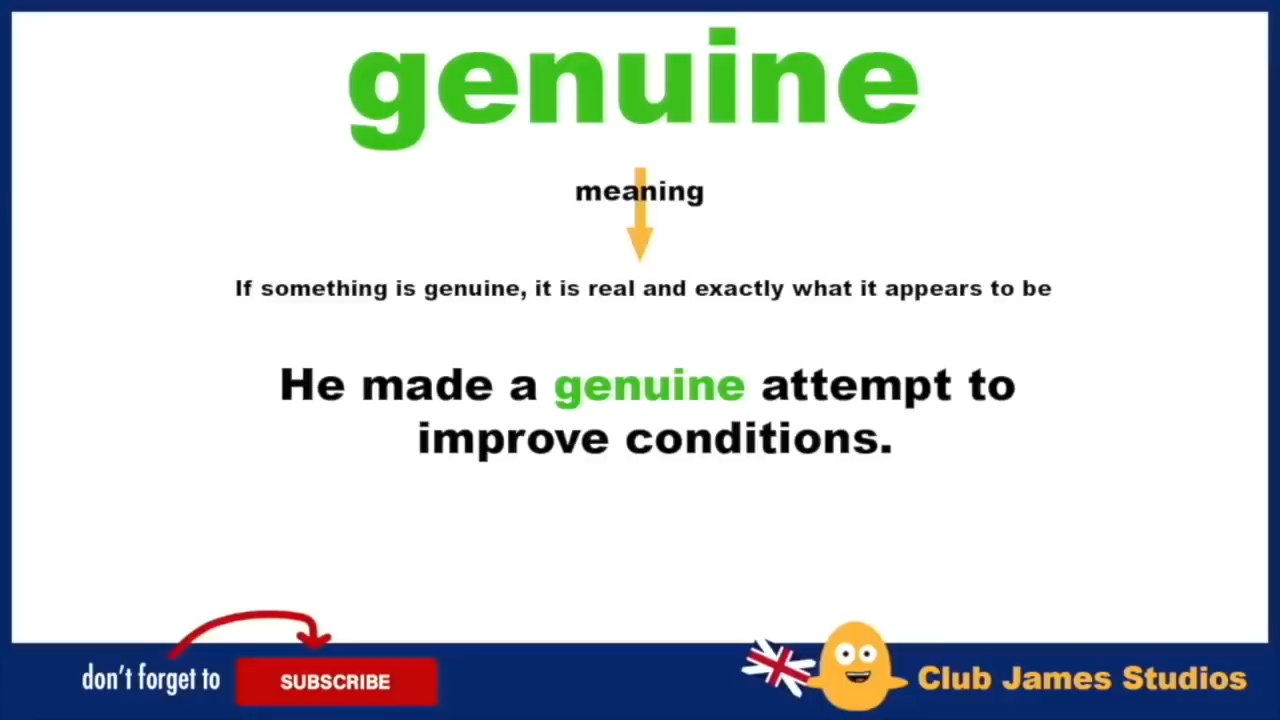 genuine
meaning
If something is genuine, it is real and exactly what it appears to be
He made a genuine attempt to
improve conditions.
don't forget to
SUBSCRIBE
Club James Studios